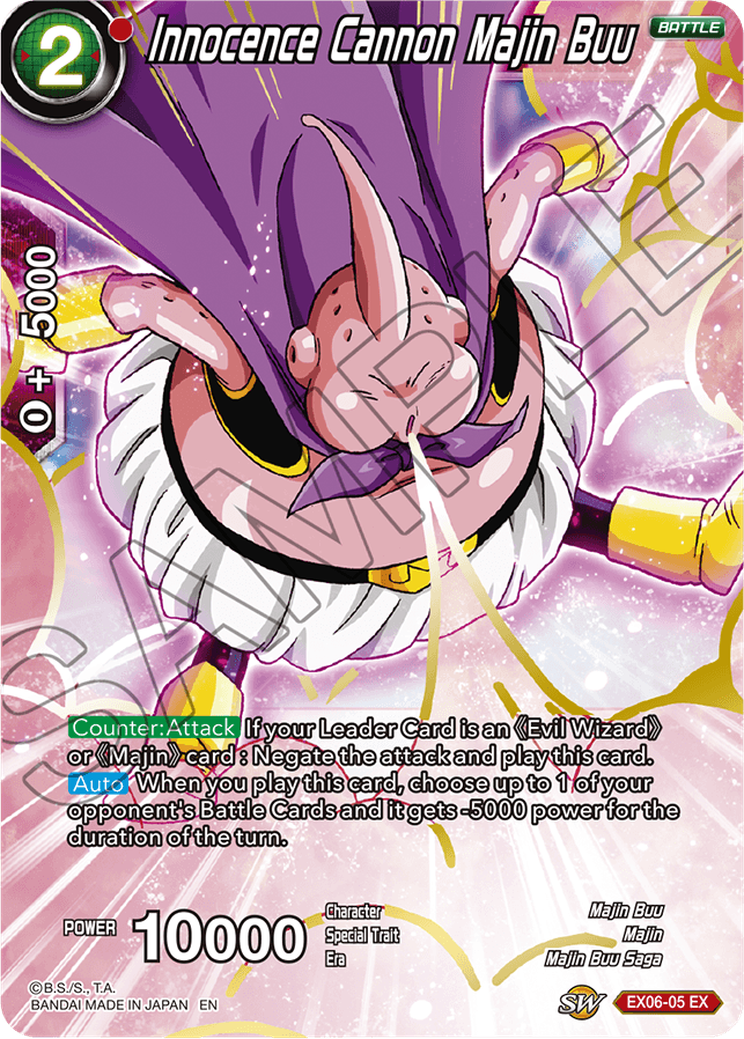 2
Innocence Cannon Majin Buu
BATTLE
0 + 5000
SAMPLE
Counter:Attack If your Leader Card is an 《Evil Wizard》
or 《Majin》 card : Negate the attack and play this card.
Auto When you play this card, choose up to 1 of your
opponent's Battle Cards and it gets -5000 power for the
duration of the turn.
POWER 10000
Character Majin Buu
Special Trait Majin
Era Majin Buu Saga
©B.S./S., T.A.
BANDAI MADE IN JAPAN EN
SW
EX06-05 EX